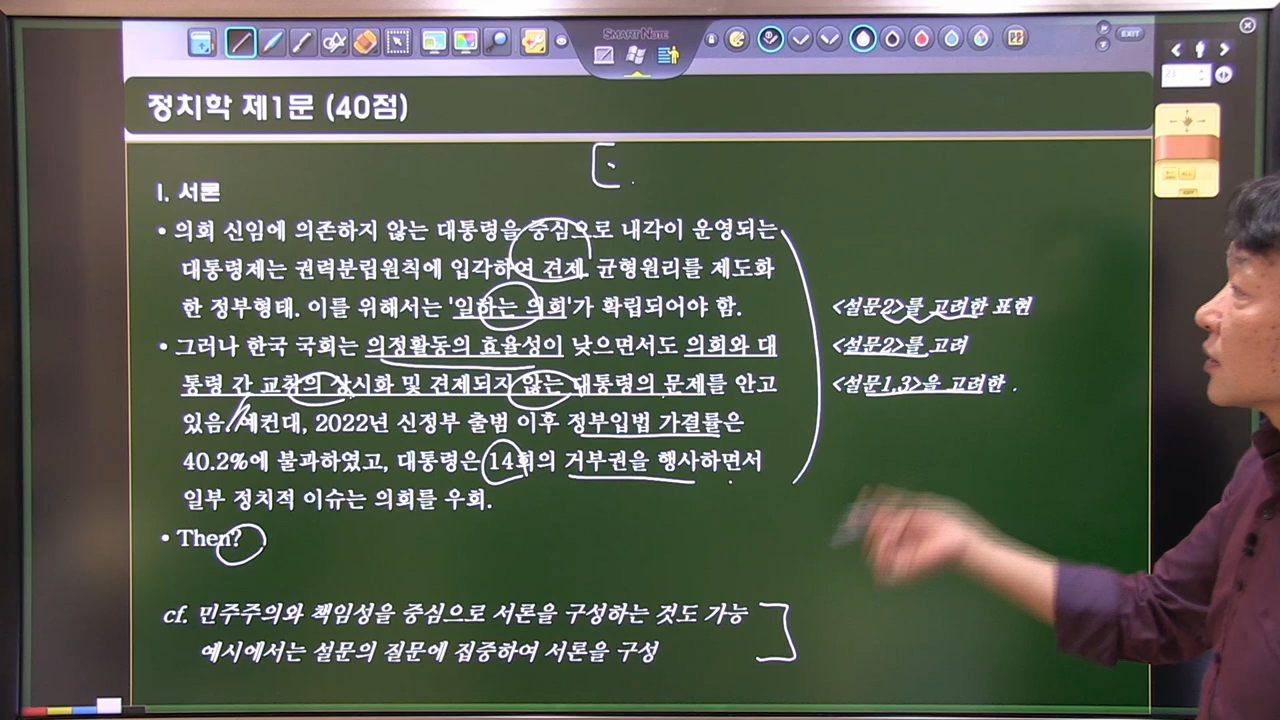 SMARTNOTE
EXIT
23
정치학 제1문 (40점)
I. 서론
• 의회 신임에 의존하지 않는 대통령을 중심으로 내각이 운영되는
대통령제는 권력분립원칙에 입각하여 견제 균형원리를 제도화
한 정부형태. 이를 위해서는 '일하는 의회'가 확립되어야 함.
<설문2>를 고려한 표현
• 그러나 한국 국회는 의정활동의 효율성이 낮으면서도 의회와 대
<설문2>를 고려
통령 간 교착의 상시화 및 견제되지 않는 대통령의 문제를 안고
<설문1,3>을 고려한 .
있음. 예컨대, 2022년 신정부 출범 이후 정부입법 가결률은
40.2%에 불과하였고, 대통령은 14회의 거부권을 행사하면서
일부 정치적 이슈는 의회를 우회.
• Then?
cf. 민주주의와 책임성을 중심으로 서론을 구성하는 것도 가능
예시에서는 설문의 질문에 집중하여 서론을 구성